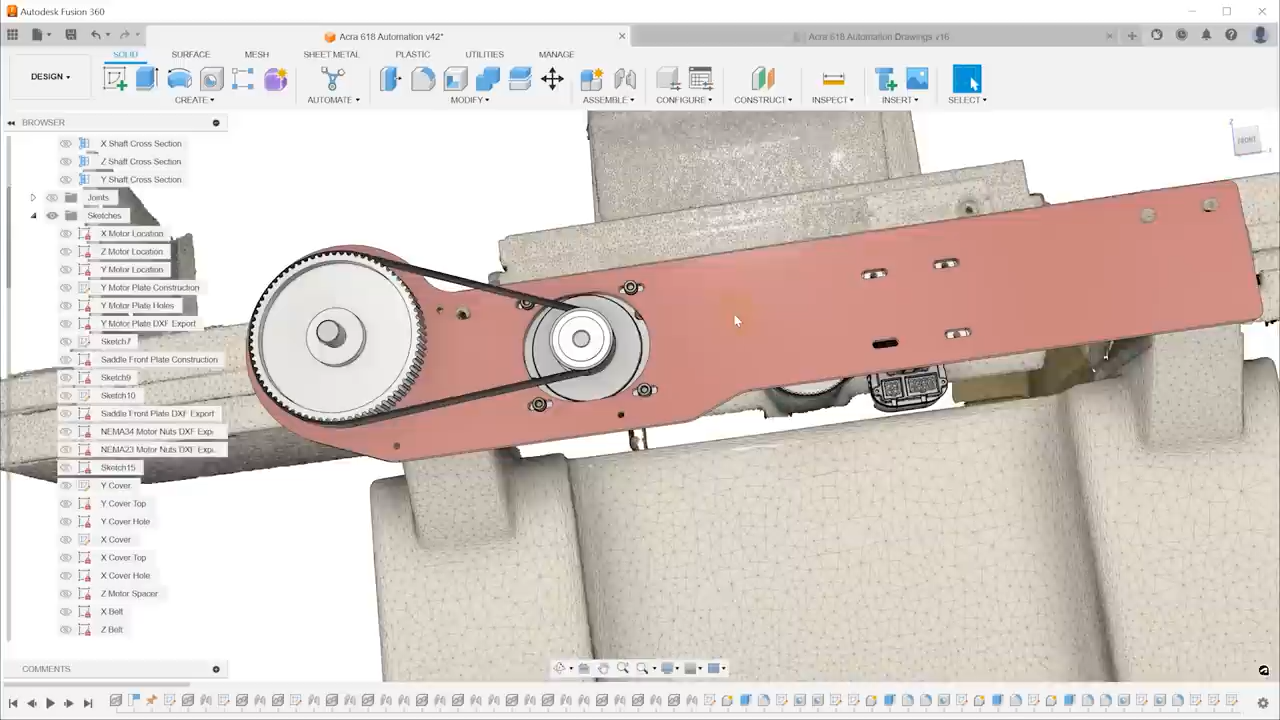 Autodesk Fusion 360
Acra 618 Automation v42*
Acra 618 Automation Drawings v16
SOLID
SURFACE
MESH
SHEET METAL
PLASTIC
UTILITIES
MANAGE
DESIGN
CREATE
AUTOMATE
MODIFY
ASSEMBLE
CONFIGURE
CONSTRUCT
INSPECT
INSERT
SELECT
BROWSER
FRONT
Z
X Shaft Cross Section
Z Shaft Cross Section
Y Shaft Cross Section
Joints
Sketches
X Motor Location
Z Motor Location
Y Motor Location
Y Motor Plate Construction
Y Motor Plate Holes
Y Motor Plate DXF Export
Sketch7
Saddle Front Plate Construction
Sketch9
Sketch10
Saddle Front Plate DXF Export
NEMA34 Motor Nuts DXF Exp...
NEMA23 Motor Nuts DXF Exp...
Sketch15
Y Cover
Y Cover Top
Y Cover Hole
X Cover
X Cover Top
X Cover Hole
Z Motor Spacer
X Belt
Z Belt
COMMENTS